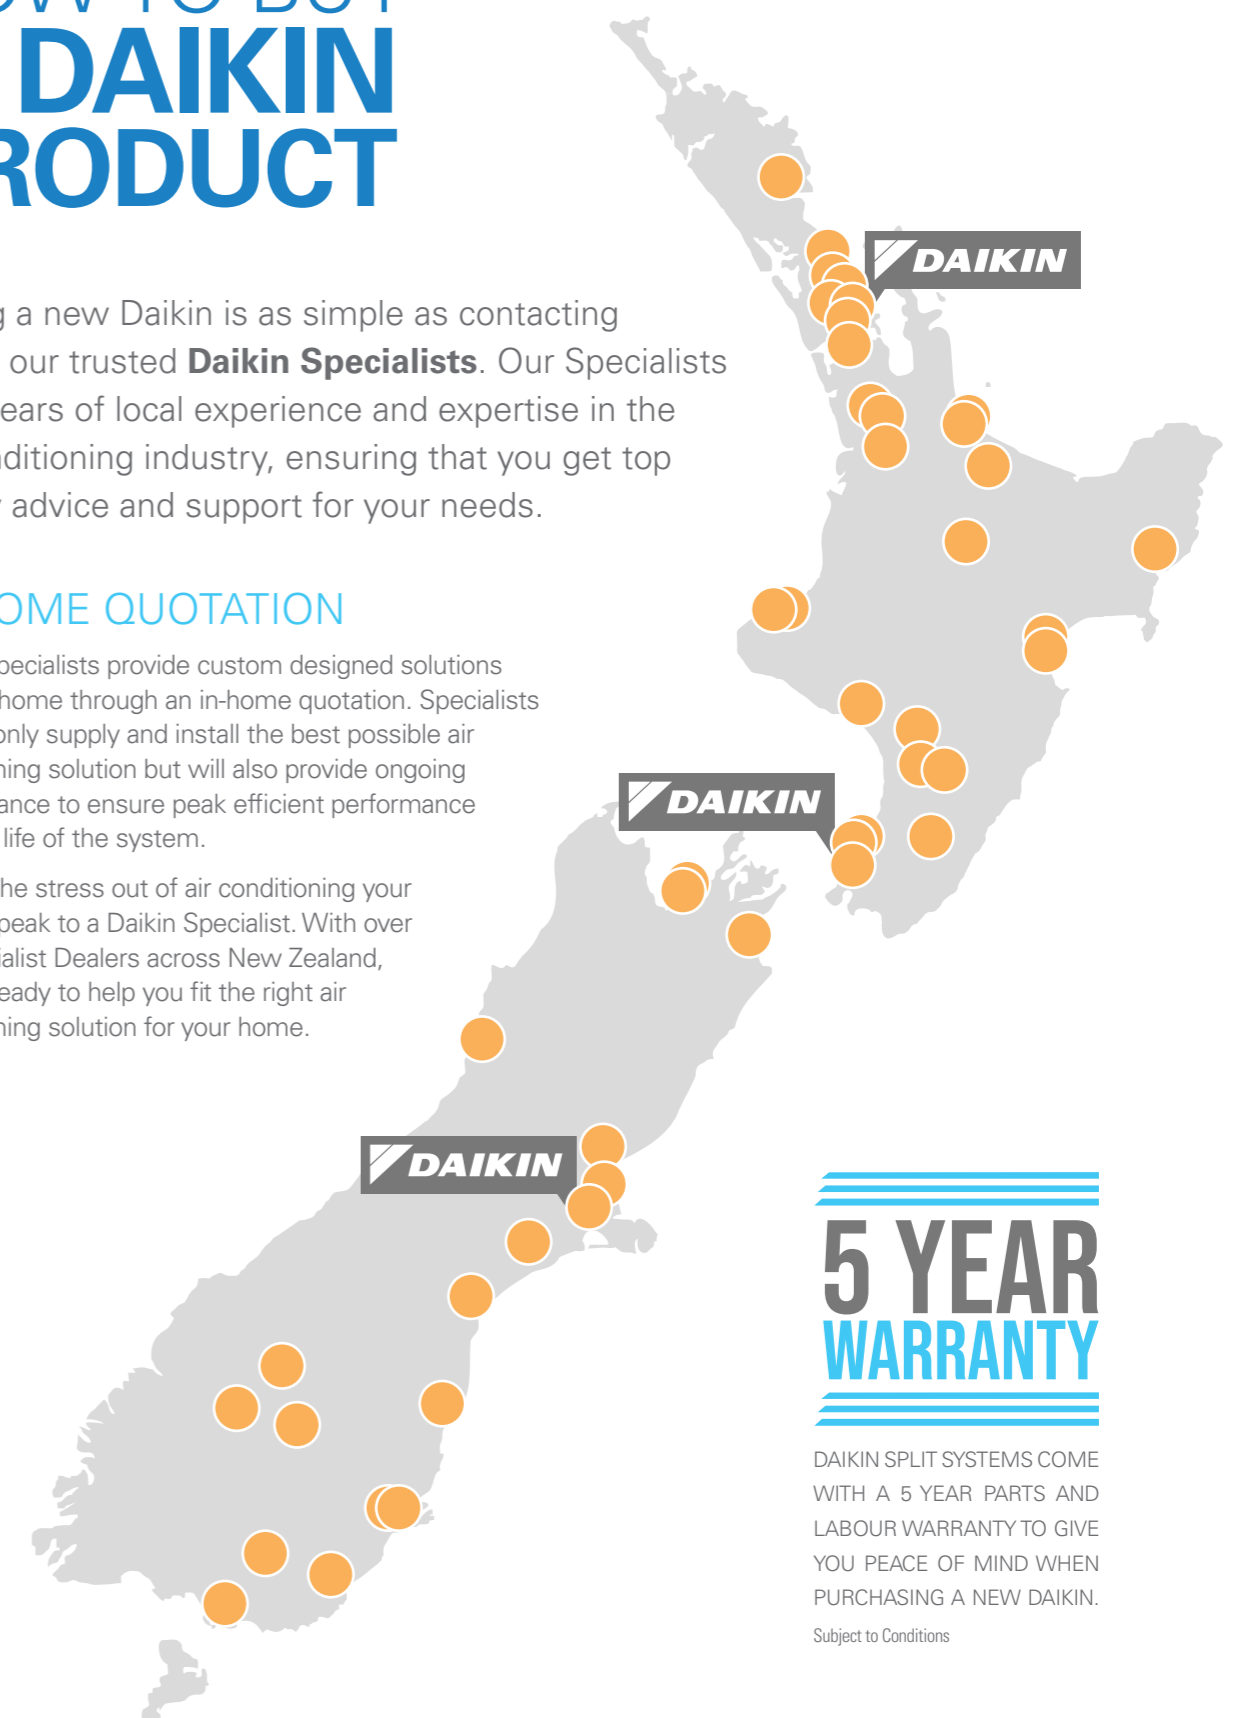 DAIKIN
RODUCT
a new Daikin is as simple as contacting
our trusted Daikin Specialists. Our Specialists
ears of local experience and expertise in the
nditioning industry, ensuring that you get top
advice and support for your needs.
OME QUOTATION
pecialists provide custom designed solutions
home through an in-home quotation. Specialists
only supply and install the best possible air
ning solution but will also provide ongoing
ance to ensure peak efficient performance
life of the system.
he stress out of air conditioning your
peak to a Daikin Specialist. With over
ialist Dealers across New Zealand,
eady to help you fit the right air
ning solution for your home.
DAIKIN
DAIKIN
DAIKIN
5 YEAR
WARRANTY
DAIKIN SPLIT SYSTEMS COME
WITH A 5 YEAR PARTS AND
LABOUR WARRANTY TO GIVE
YOU PEACE OF MIND WHEN
PURCHASING A NEW DAIKIN.
Subject to Conditions